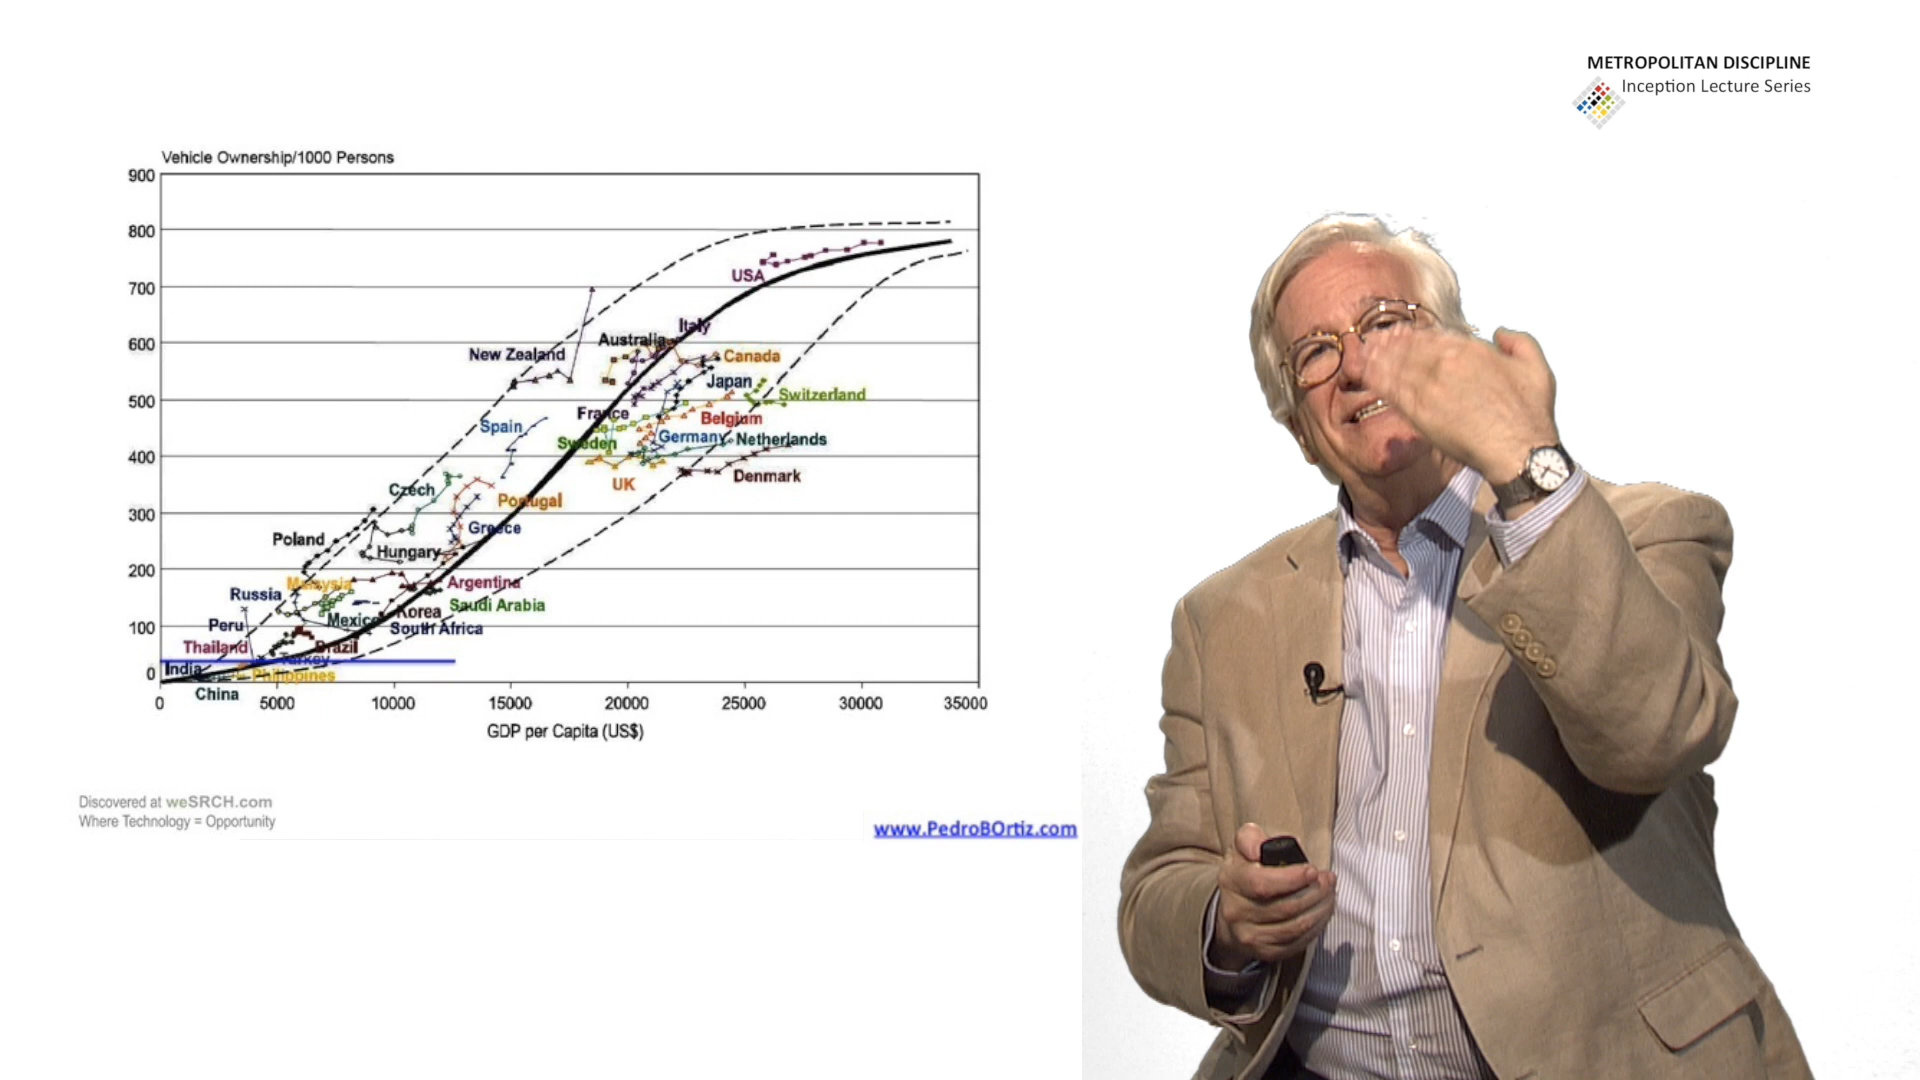 METROPOLITAN DISCIPLINE
Inception Lecture Series
Vehicle Ownership/1000 Persons
900
800
700
600
500
400
300
200
100
0
USA
Italy
Australia
New Zealand
Canada
Japan
Switzerland
France
Belgium
Spain
Sweden
Germany
Netherlands
UK
Denmark
Czech
Portugal
Greece
Poland
Hungary
Malaysia
Argentina
Russia
Saudi Arabia
Korea
Mexico
Peru
South Africa
Thailand
Brazil
Turkey
India
Philippines
China
0 5000 10000 15000 20000 25000 30000 35000
GDP per Capita (US$)
Discovered at weSRCH.com
Where Technology = Opportunity
www.PedroBOrtiz.com